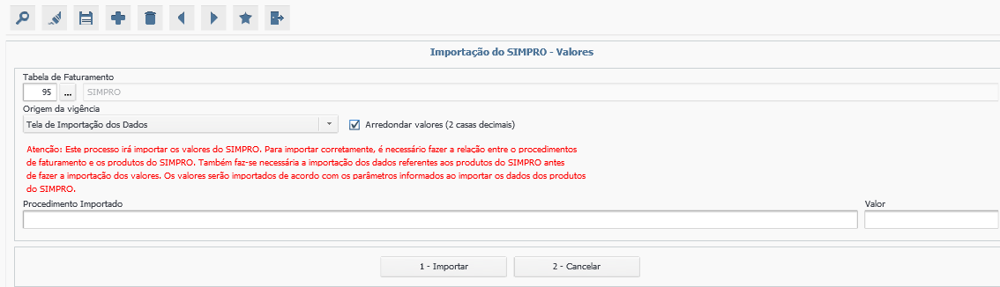 Importação do SIMPRO - Valores
Tabela de Faturamento
95 ... SIMPRO
Origem da vigência
Tela de Importação dos Dados Arredondar valores (2 casas decimais)
Atenção: Este processo irá importar os valores do SIMPRO. Para importar corretamente, é necessário fazer a relação entre o procedimentos
de faturamento e os produtos do SIMPRO. Também faz-se necessária a importação dos dados referentes aos produtos do SIMPRO antes
de fazer a importação dos valores. Os valores serão importados de acordo com os parâmetros informados ao importar os dados dos produtos
do SIMPRO.
Procedimento Importado Valor
1 - Importar 2 - Cancelar